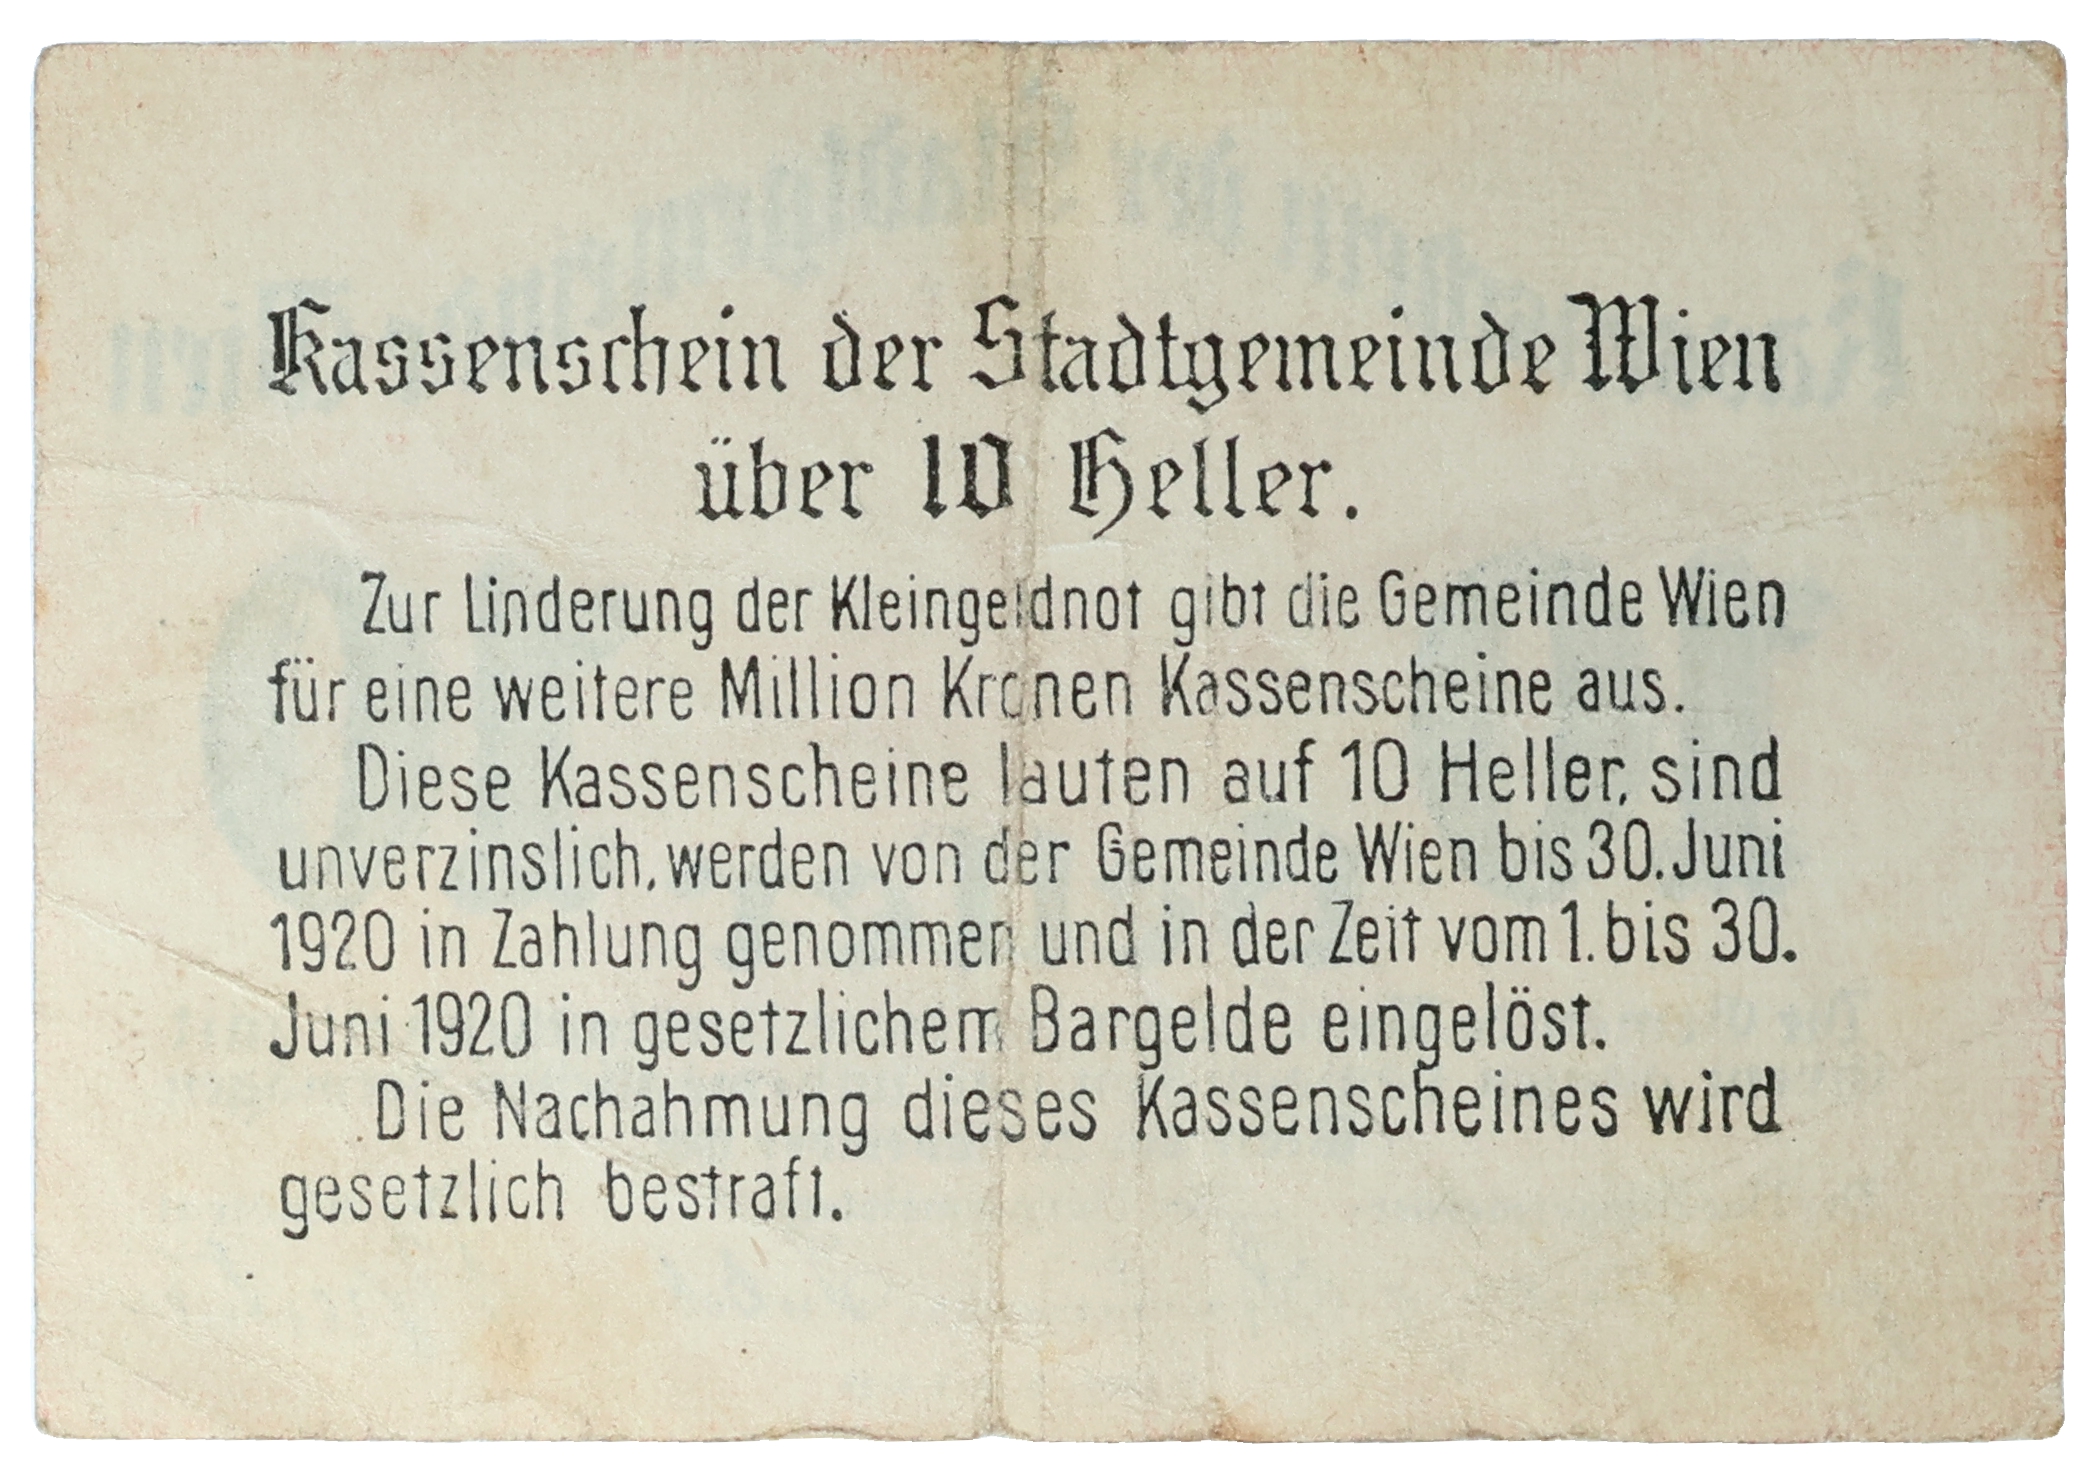 Kassenschein der Stadtgemeinde Wien
über 10 Heller.
Zur Linderung der Kleingeldnot gibt die Gemeinde Wien
für eine weitere Million Kronen Kassenscheine aus.
Diese Kassenscheine lauten auf 10 Heller, sind
unverzinslich, werden von der Gemeinde Wien bis 30. Juni
1920 in Zahlung genommen und in der Zeit vom 1. bis 30.
Juni 1920 in gesetzlichem Bargelde eingelöst.
Die Nachahmung dieses Kassenscheines wird
gesetzlich bestraft.